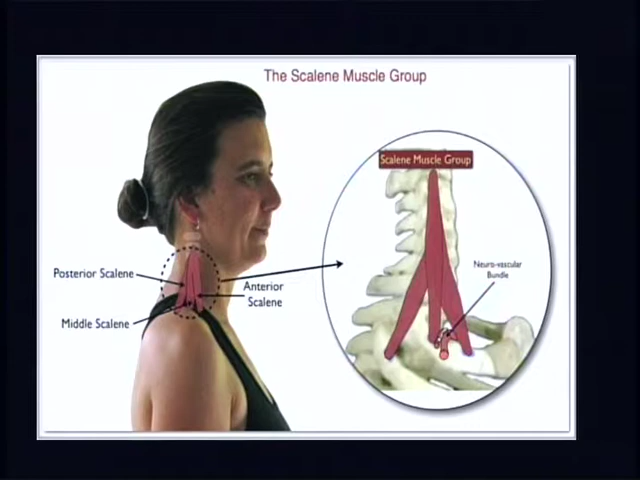 The Scalene Muscle Group
Scalene Muscle Group
Posterior Scalene
Anterior
Scalene
Middle Scalene
Neuro-vascular
Bundle